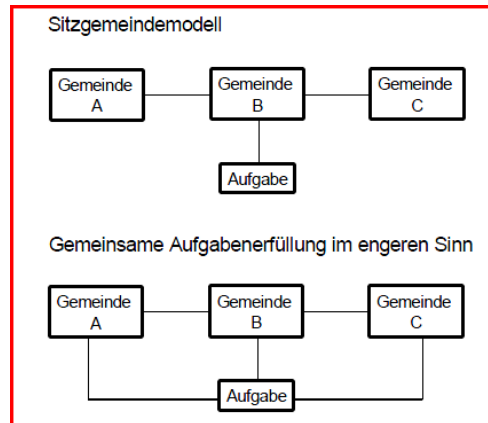 Sitzgemeindemodell
Gemeinde Gemeinde Gemeinde
A B C
Aufgabe
Gemeinsame Aufgabenerfüllung im engeren Sinn
Gemeinde Gemeinde Gemeinde
A B C
Aufgabe